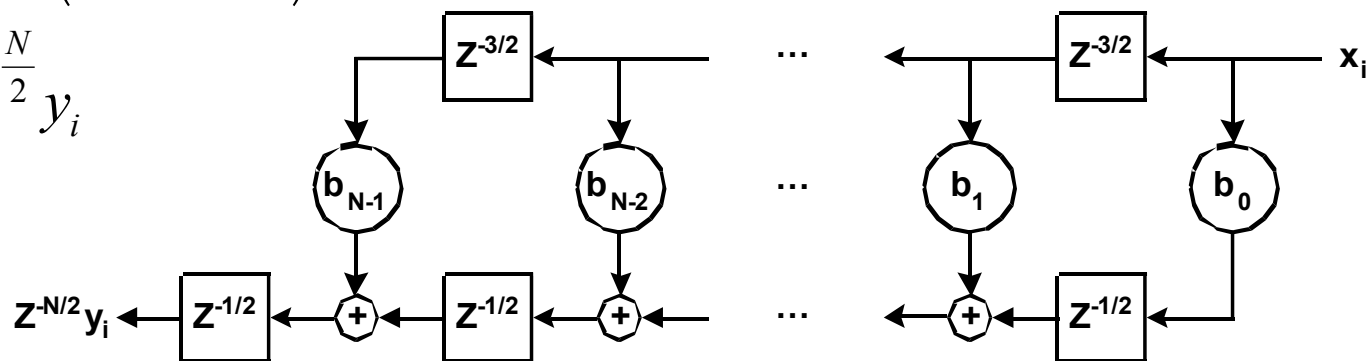 N
2
y_i
Z^-3/2 ... Z^-3/2 x_i
b_N-1 b_N-2 ... b_1 b_0
Z^-N/2 y_i Z^-1/2 + Z^-1/2 + ... + Z^-1/2